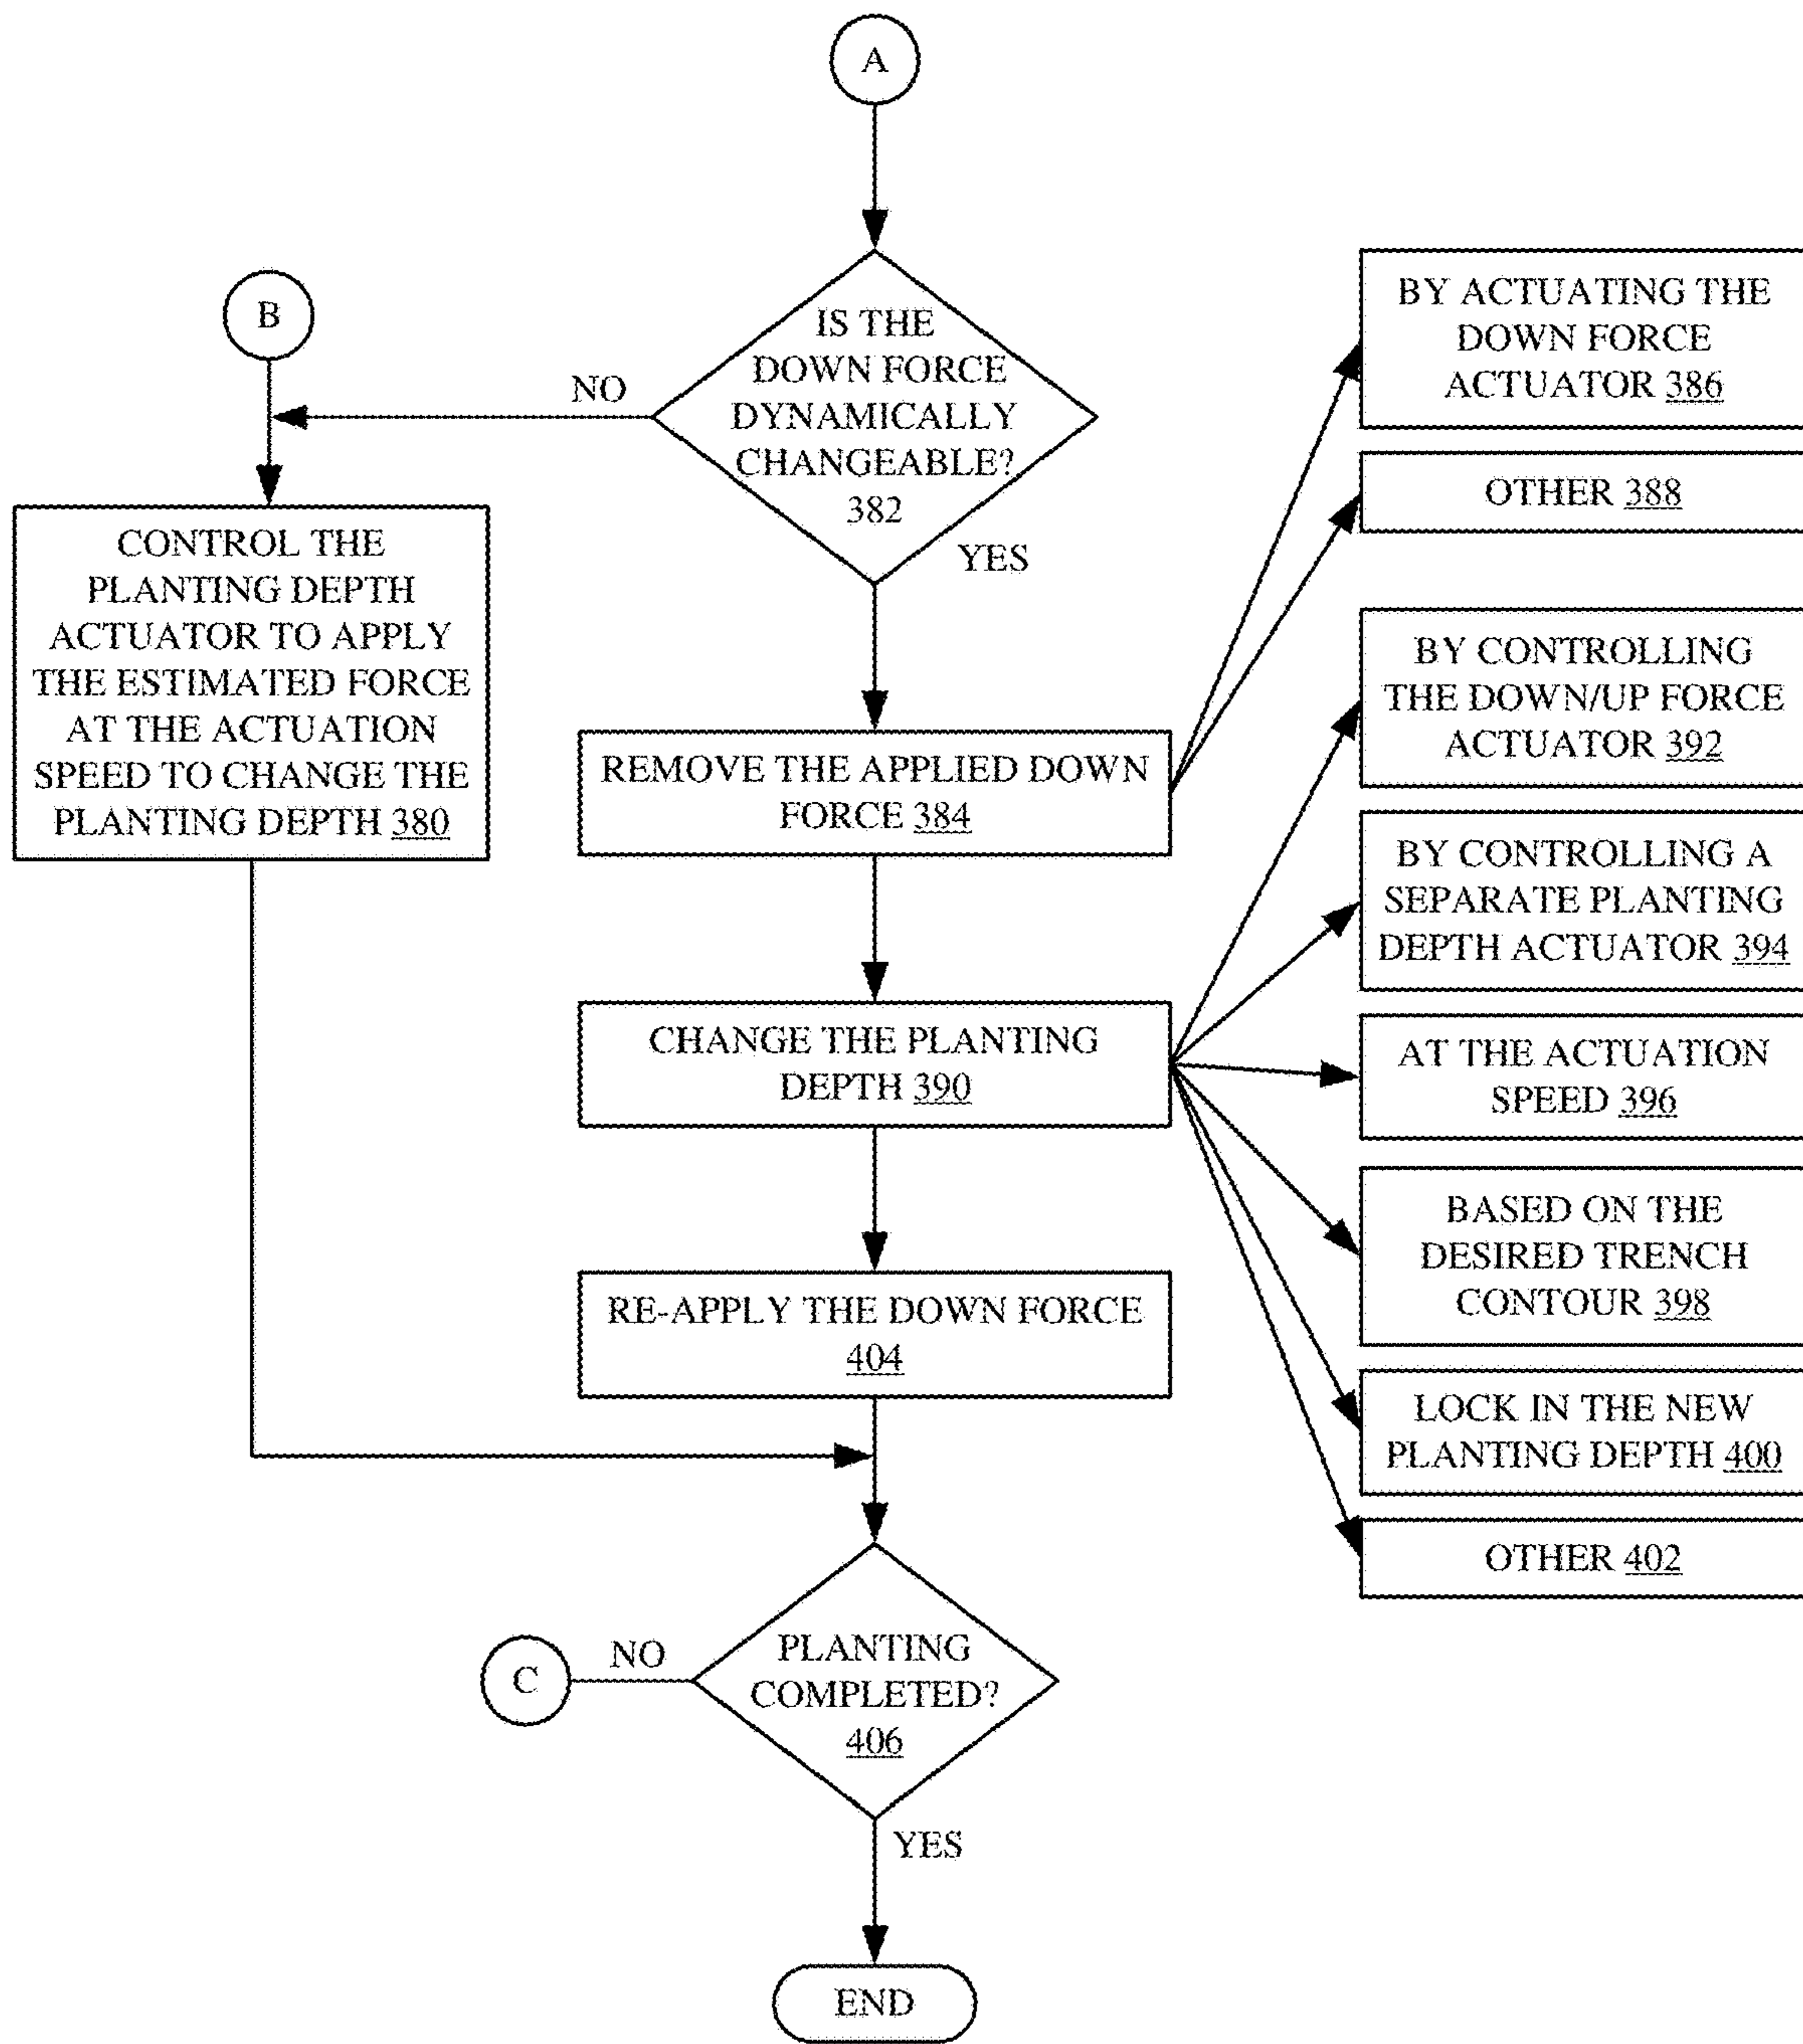 A
B
IS THE
DOWN FORCE
DYNAMICALLY
CHANGEABLE?
382
NO
YES
CONTROL THE
PLANTING DEPTH
ACTUATOR TO APPLY
THE ESTIMATED FORCE
AT THE ACTUATION
SPEED TO CHANGE THE
PLANTING DEPTH 380
REMOVE THE APPLIED DOWN
FORCE 384
BY ACTUATING THE
DOWN FORCE
ACTUATOR 386
OTHER 388
CHANGE THE PLANTING
DEPTH 390
BY CONTROLLING
THE DOWN/UP FORCE
ACTUATOR 392
BY CONTROLLING A
SEPARATE PLANTING
DEPTH ACTUATOR 394
AT THE ACTUATION
SPEED 396
BASED ON THE
DESIRED TRENCH
CONTOUR 398
LOCK IN THE NEW
PLANTING DEPTH 400
OTHER 402
RE-APPLY THE DOWN FORCE
404
PLANTING
COMPLETED?
406
NO
C
YES
END